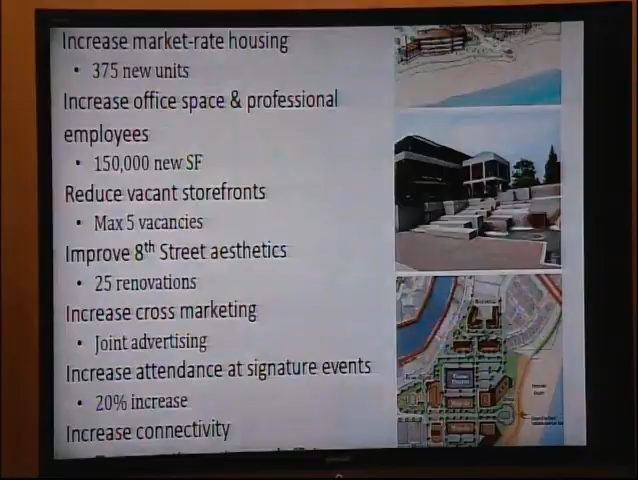 Increase market-rate housing
• 375 new units
Increase office space & professional
employees
• 150,000 new SF
Reduce vacant storefronts
• Max 5 vacancies
Improve 8th Street aesthetics
• 25 renovations
Increase cross marketing
• Joint advertising
Increase attendance at signature events
• 20% increase
Increase connectivity